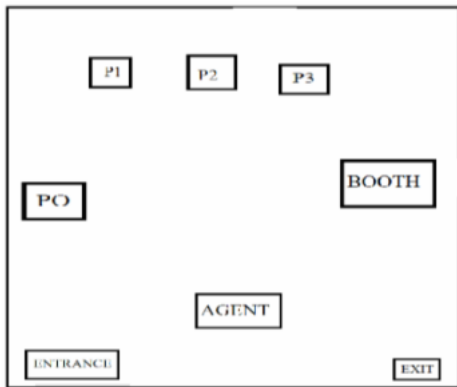 P1
P2
P3
BOOTH
PO
AGENT
ENTRANCE
EXIT